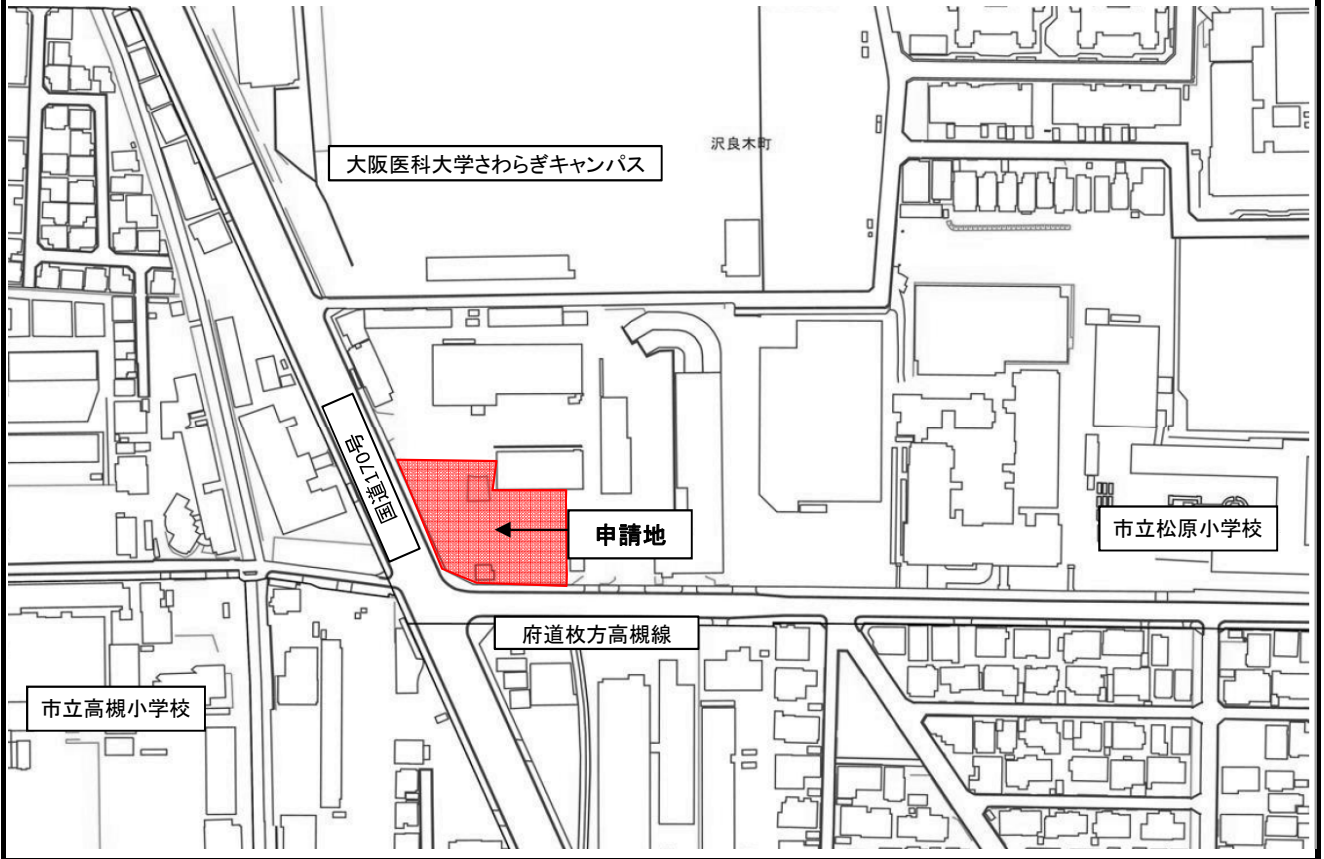 沢良木町
大阪医科大学さわらぎキャンパス
国道170号
申請地
市立松原小学校
府道枚方高槻線
市立高槻小学校